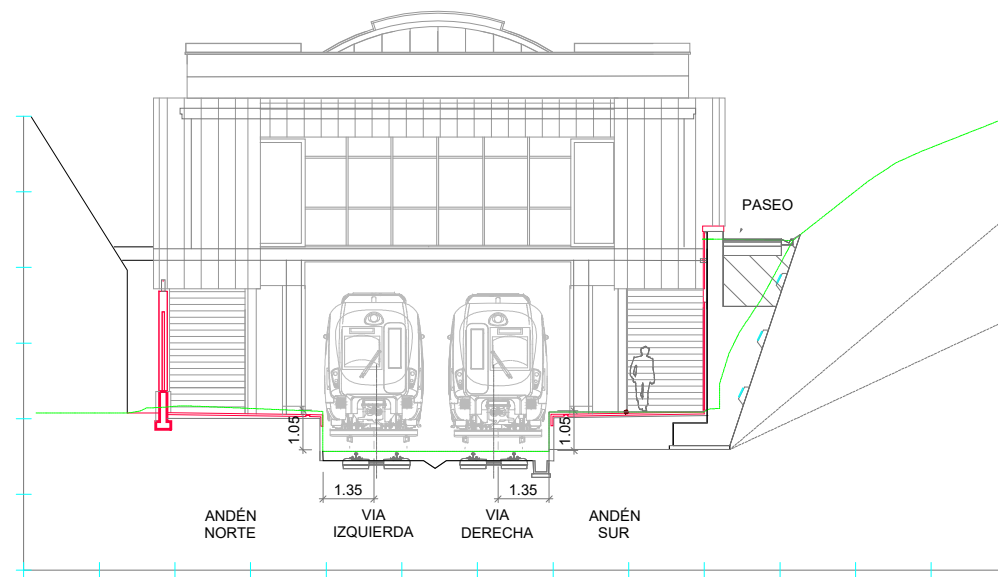 PASEO
1.05
1.05
1.35
1.35
ANDÉN
NORTE
VIA
IZQUIERDA
VIA
DERECHA
ANDÉN
SUR